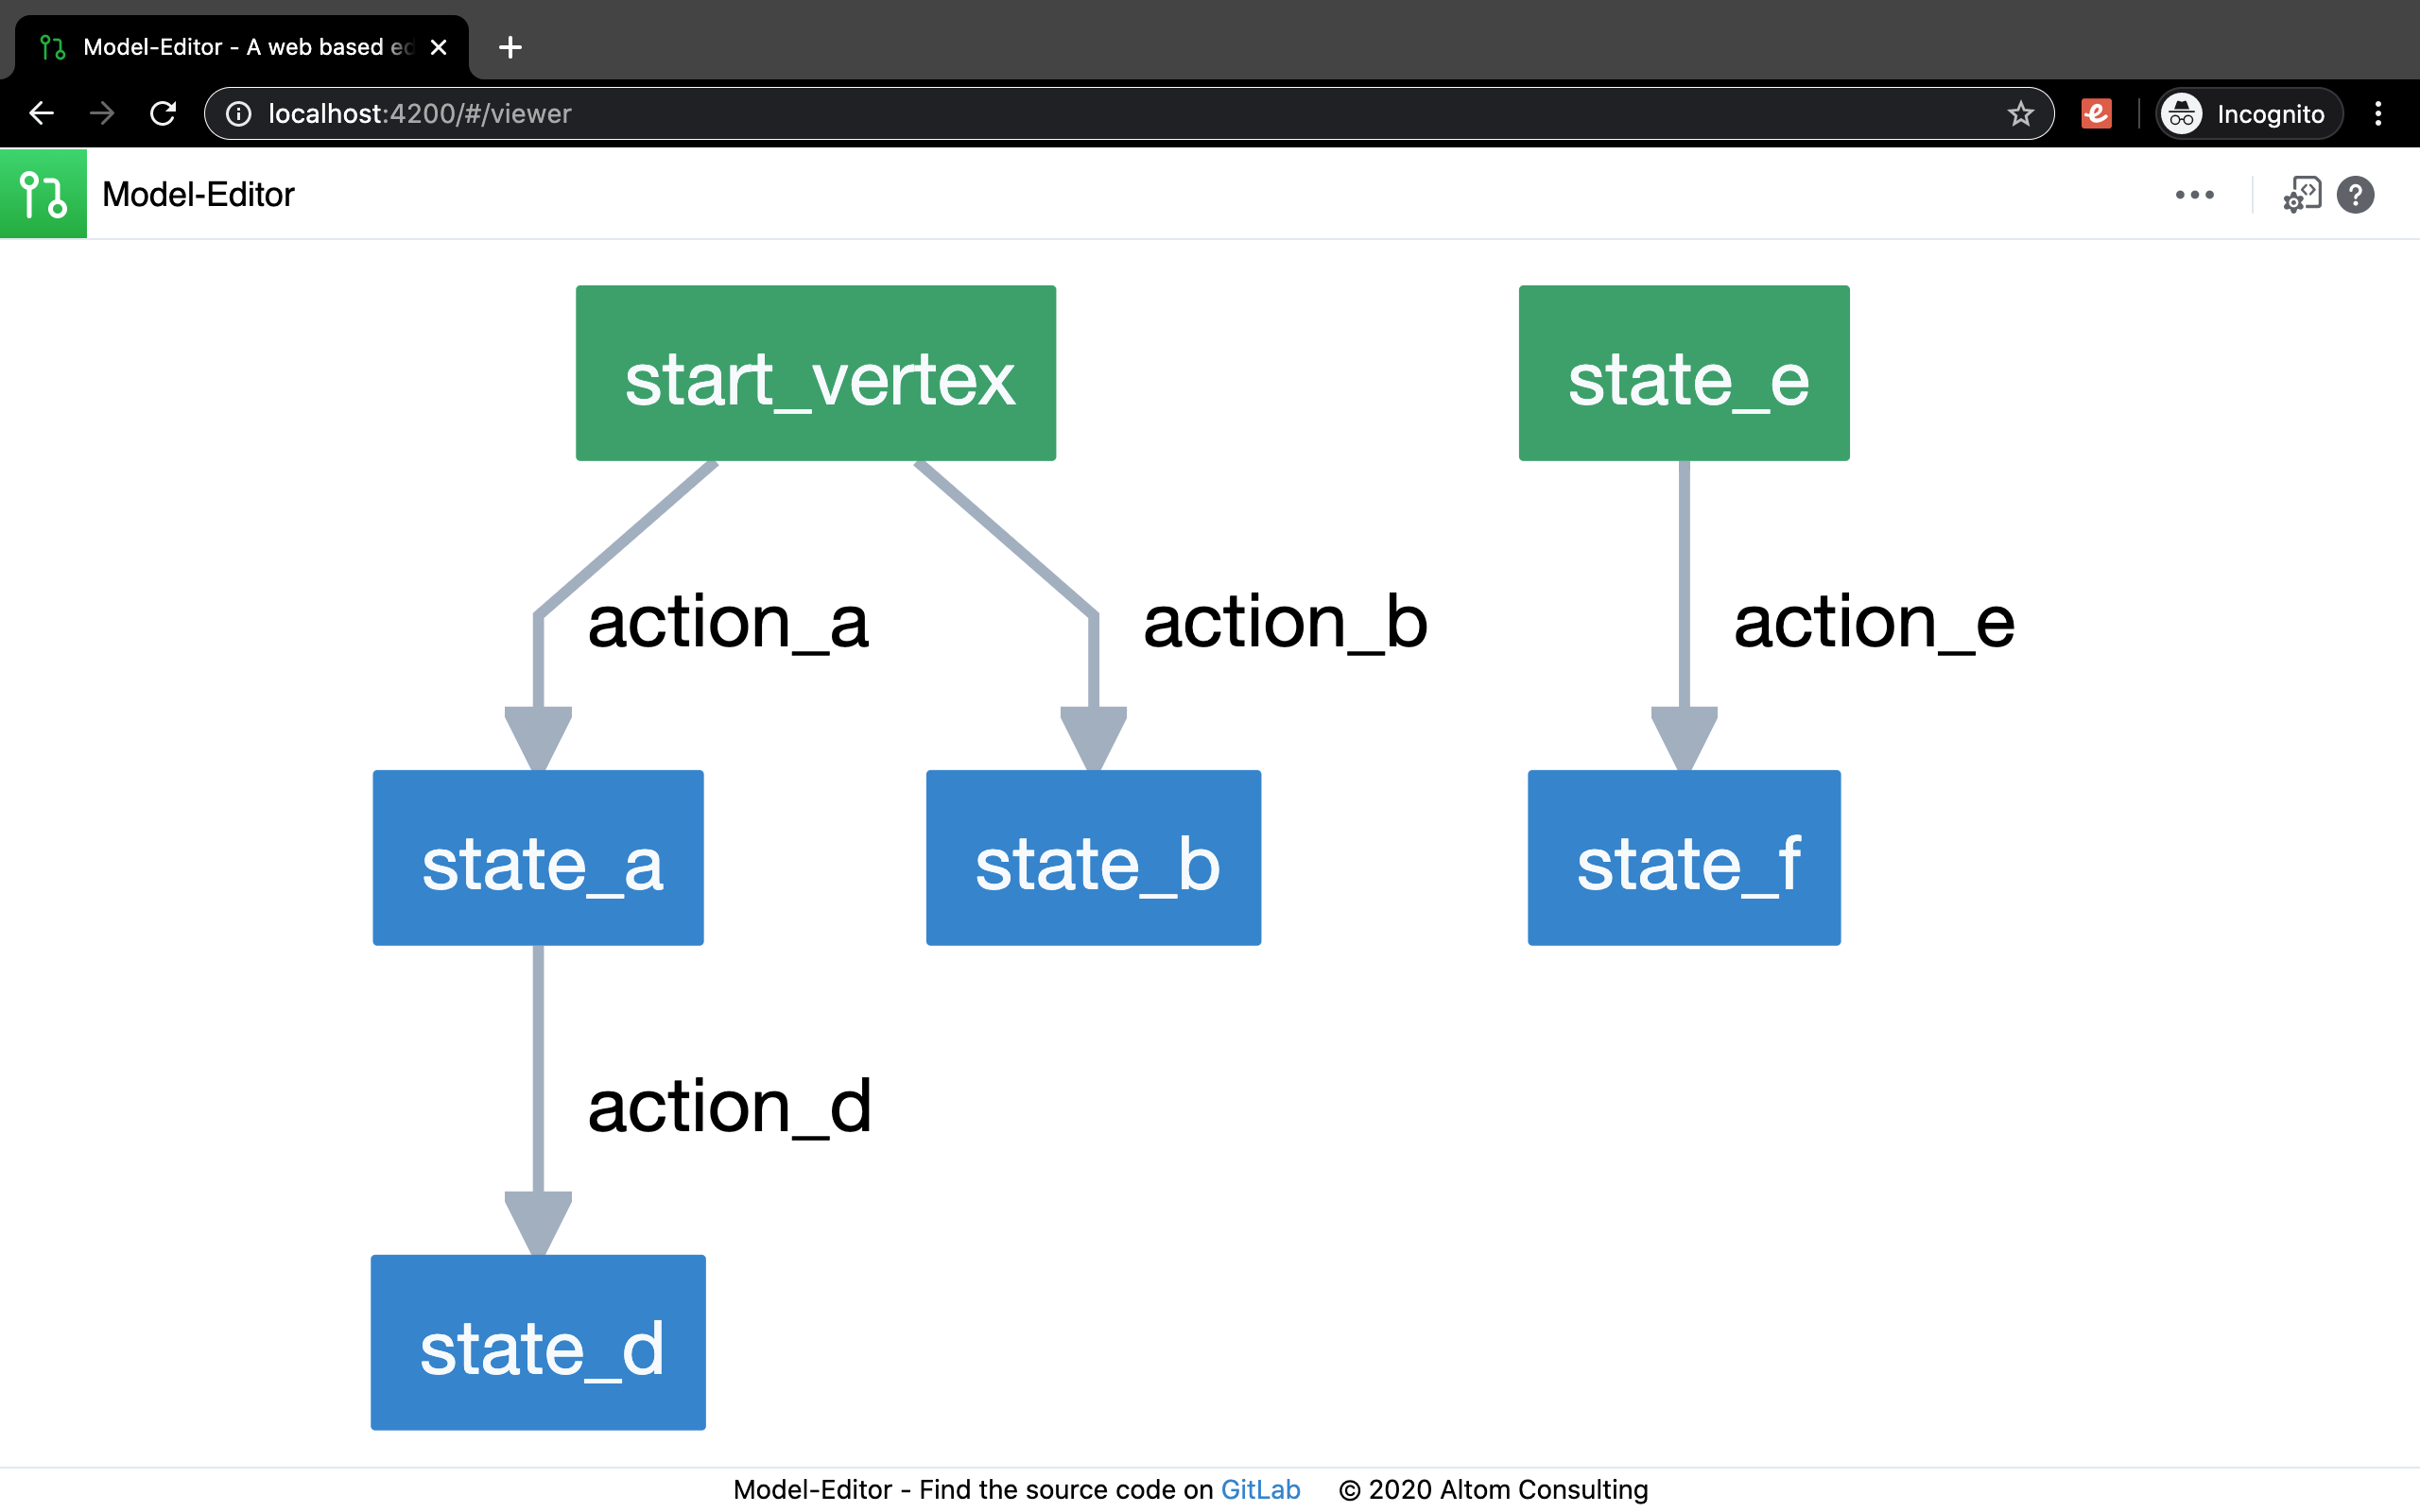 Model-Editor - A web based ed
localhost:4200/#/viewer
Incognito
Model-Editor
start_vertex
state_e
action_a
action_b
action_e
state_a
state_b
state_f
action_d
state_d
Model-Editor - Find the source code on GitLab © 2020 Altom Consulting